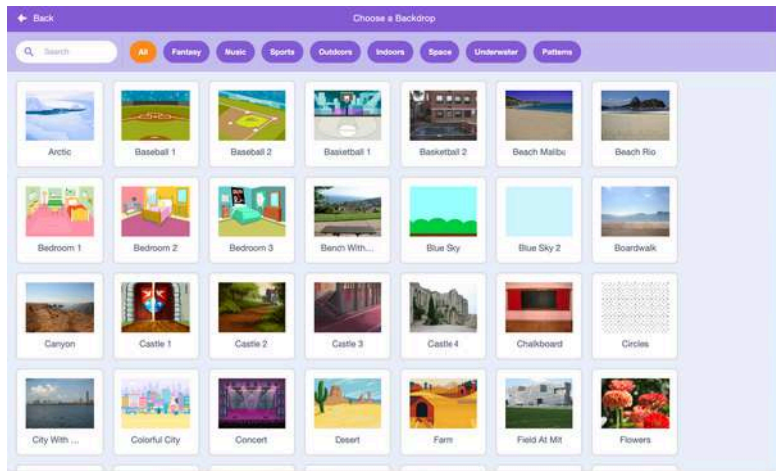 Back
Choose a Backdrop
Search
All Fantasy Music Sports Outdoors Indoors Space Underwater Patterns
Arctic Baseball 1 Baseball 2 Basketball 1 Basketball 2 Beach Malibu Beach Rio
Bedroom 1 Bedroom 2 Bedroom 3 Bench With... Blue Sky Blue Sky 2 Boardwalk
Canyon Castle 1 Castle 2 Castle 3 Castle 4 Chalkboard Circles
City With ... Colorful City Concert Desert Farm Field At Mit Flowers